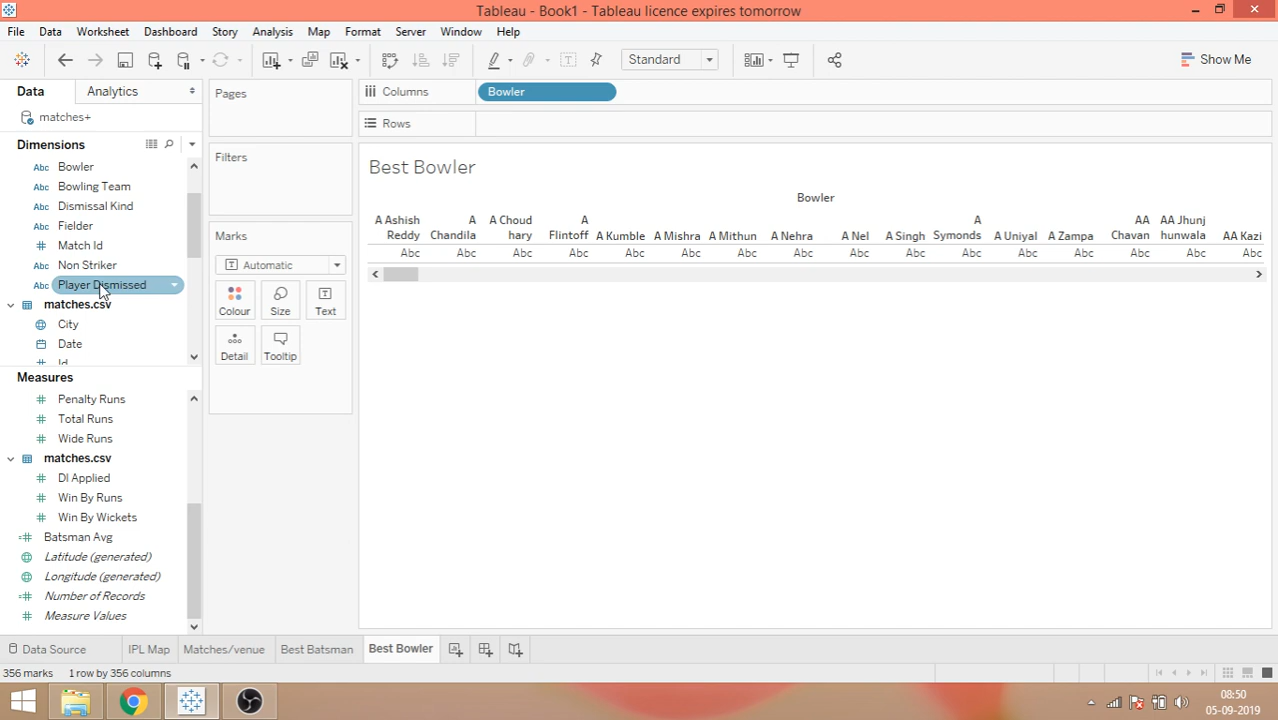 Tableau - Book1 - Tableau licence expires tomorrow
File Data Worksheet Dashboard Story Analysis Map Format Server Window Help
Standard Show Me
Data Analytics
matches+
Dimensions
Abc Bowler
Abc Bowling Team
Abc Dismissal Kind
Abc Fielder
# Match Id
Abc Non Striker
Abc Player Dismissed
matches.csv
City
Date
Id
Measures
# Penalty Runs
# Total Runs
# Wide Runs
matches.csv
# Dl Applied
# Win By Runs
# Win By Wickets
=# Batsman Avg
Latitude (generated)
Longitude (generated)
=# Number of Records
# Measure Values
Pages
Filters
Marks
T Automatic
Colour Size Text
Detail Tooltip
Columns Bowler
Rows
Best Bowler
Bowler
A Ashish Reddy
A Chandila
A Choud hary
A Flintoff
A Kumble
A Mishra
A Mithun
A Nehra
A Nel
A Singh
A Symonds
A Uniyal
A Zampa
AA Chavan
AA Jhunj hunwala
AA Kazi
Abc Abc Abc Abc Abc Abc Abc Abc Abc Abc Abc Abc Abc Abc Abc Abc
Data Source IPL Map Matches/venue Best Batsman Best Bowler
356 marks 1 row by 356 columns
08:50
05-09-2019